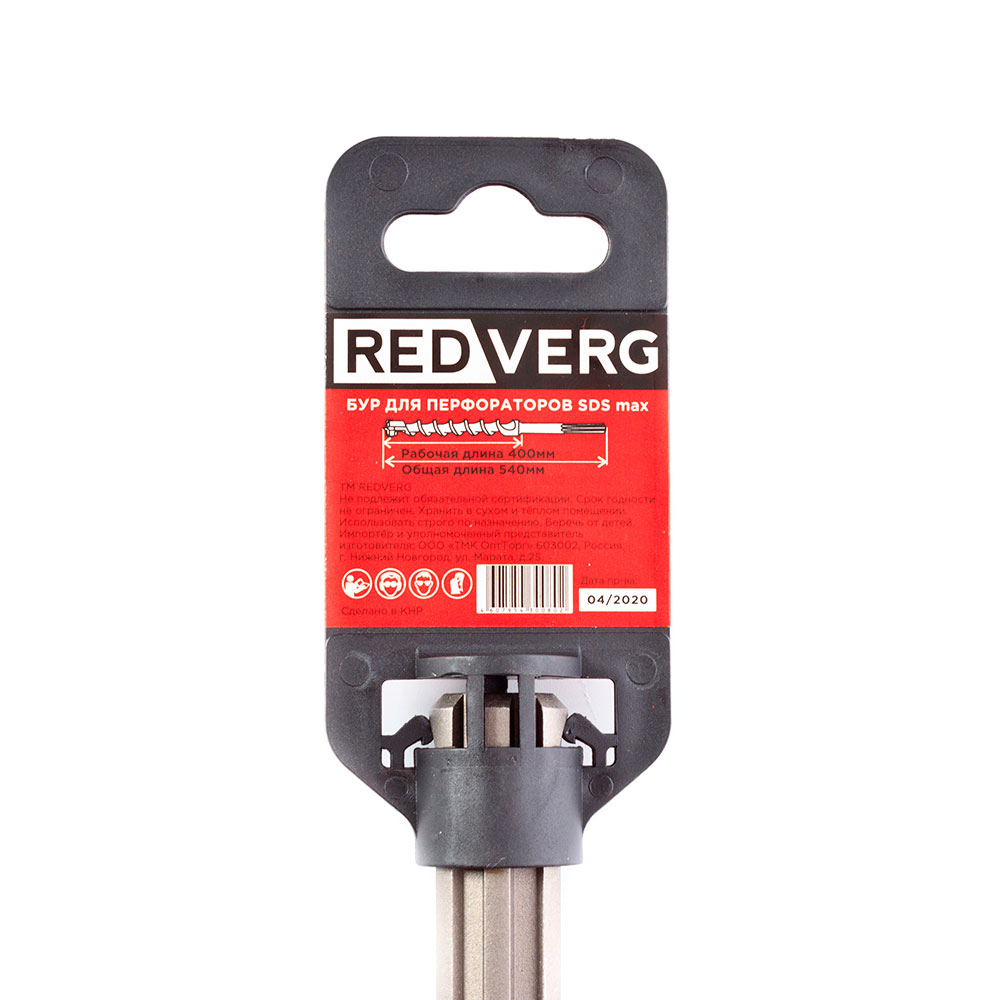 REDVERG
БУР ДЛЯ ПЕРФОРАТОРОВ SDS max
Рабочая длина 400мм
Общая длина 540мм
ТМ REDVERG
Не подлежит обязательной сертификации. Срок годности
не ограничен. Хранить в сухом и тёплом помещении.
Использовать строго по назначению. Беречь от детей.
Импортёр и уполномоченный представитель
изготовителя: ООО «ТМК ОптТорг» 603002, Россия,
г. Нижний Новгород, ул. Марата, д.25.
Дата пр-ва:
04/2020
Сделано в КНР